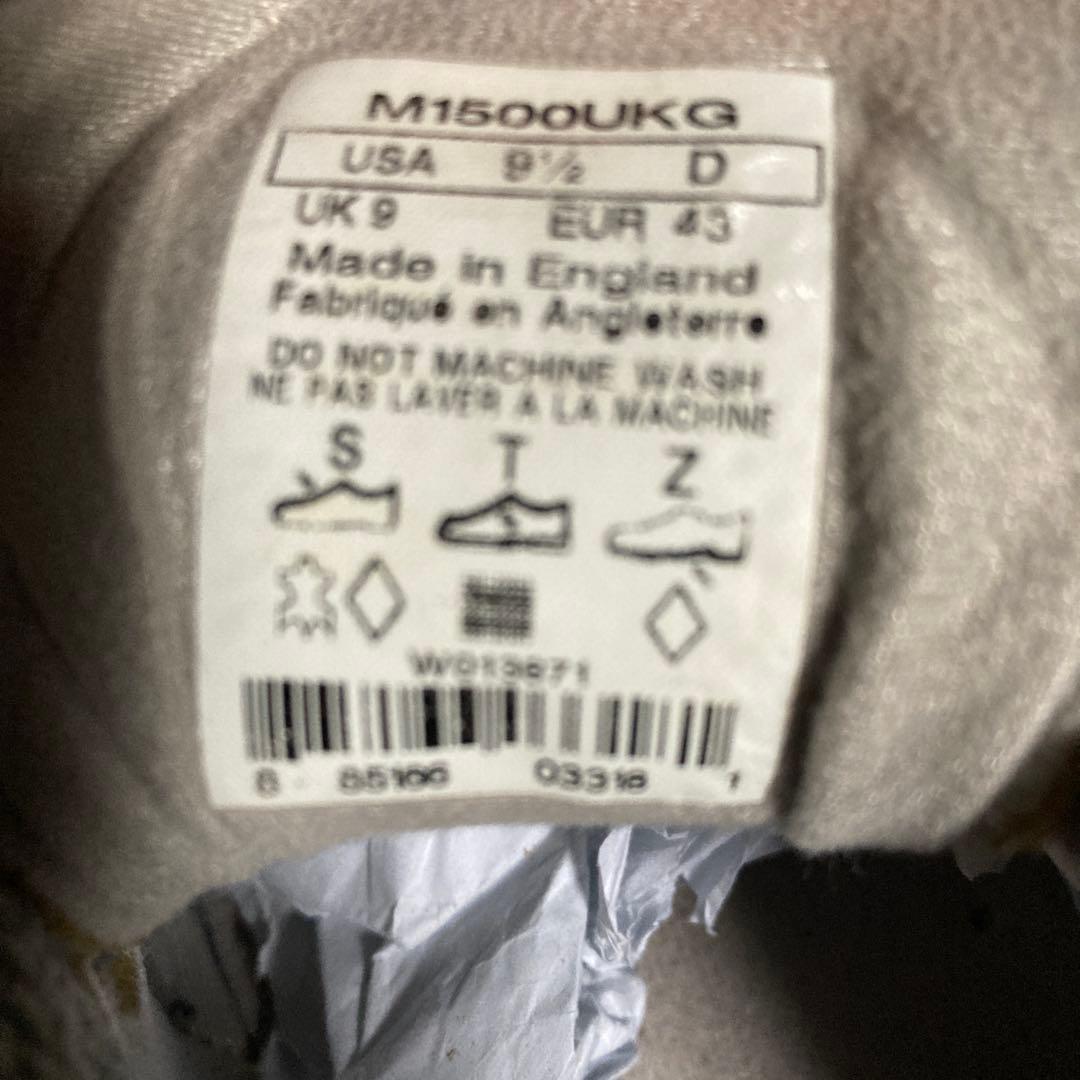 M1500UKG
USA 9½ D
UK 9 EUR 43
Made in England
Fabriqué en Angleterre
DO NOT MACHINE WASH
NE PAS LAVER A LA MACHINE
S T Z
W013671
8 85166 03318 1